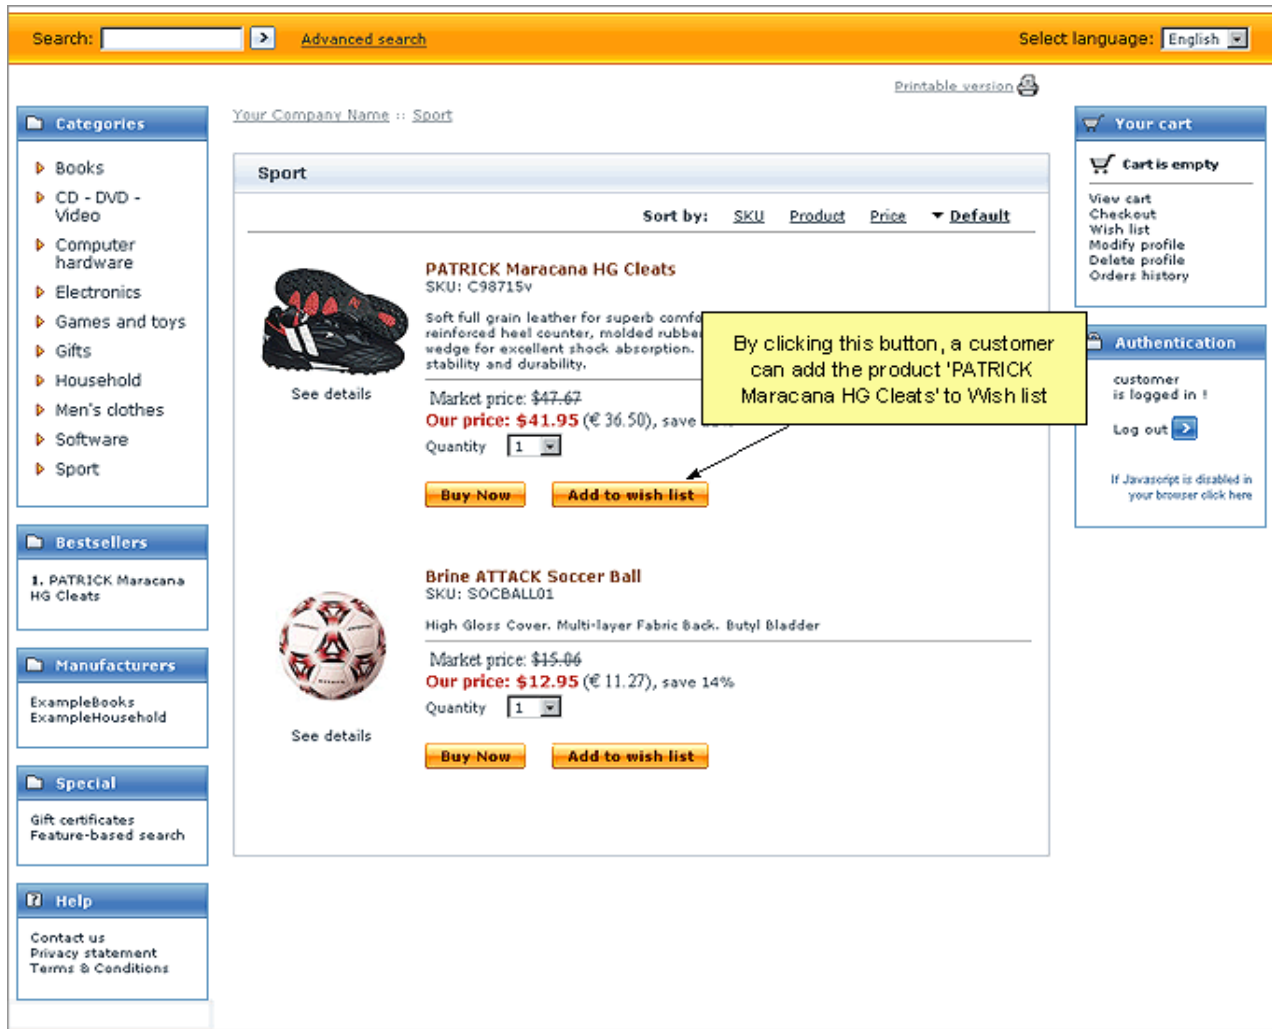 Search:
Advanced search
Select language: English
Printable version
Categories
Books
CD - DVD -
Video
Computer
hardware
Electronics
Games and toys
Gifts
Household
Men's clothes
Software
Sport
Bestsellers
1. PATRICK Maracana
HG Cleats
Manufacturers
ExampleBooks
ExampleHousehold
Special
Gift certificates
Feature-based search
Help
Contact us
Privacy statement
Terms & Conditions
Your Company Name :: Sport
Sport
Sort by: SKU Product Price Default
PATRICK Maracana HG Cleats
SKU: C98715v
Soft full grain leather for superb
reinforced heel counter, molded
wedge for excellent shock absorption.
stability and durability.
See details
Market price: $47.67
Our price: $41.95 (€ 36.50), save
Quantity 1
Buy Now Add to wish list
By clicking this button, a customer
can add the product 'PATRICK
Maracana HG Cleats' to Wish list
Brine ATTACK Soccer Ball
SKU: SOCBALL01
High Gloss Cover. Multi-layer Fabric Back. Butyl Bladder
See details
Market price: $15.06
Our price: $12.95 (€ 11.27), save 14%
Quantity 1
Buy Now Add to wish list
Your cart
Cart is empty
View cart
Checkout
Wish list
Modify profile
Delete profile
Orders history
Authentication
customer
is logged in !
Log out
If Javascript is disabled in
your browser click here